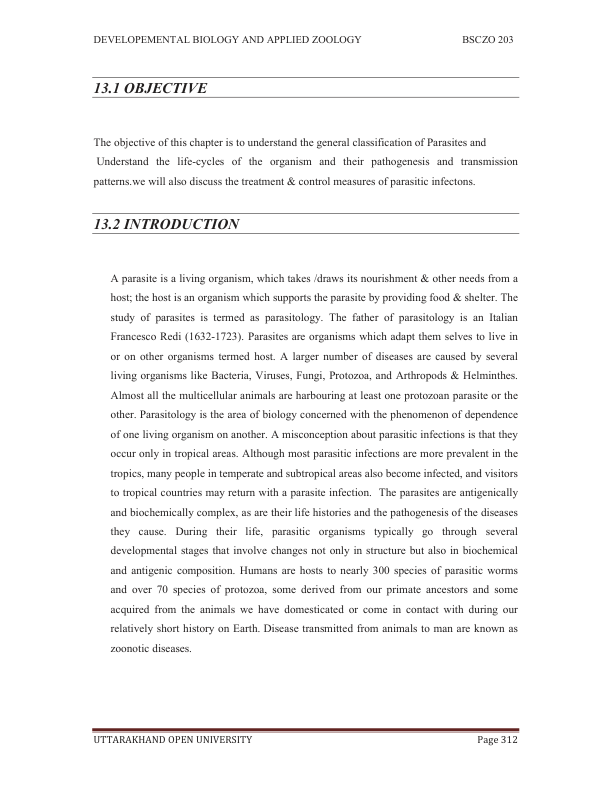 DEVELOPEMENTAL BIOLOGY AND APPLIED ZOOLOGY BSCZO 203
13.1 OBJECTIVE
The objective of this chapter is to understand the general classification of Parasites and
Understand the life-cycles of the organism and their pathogenesis and transmission
patterns.we will also discuss the treatment & control measures of parasitic infectons.
13.2 INTRODUCTION
A parasite is a living organism, which takes /draws its nourishment & other needs from a
host; the host is an organism which supports the parasite by providing food & shelter. The
study of parasites is termed as parasitology. The father of parasitology is an Italian
Francesco Redi (1632-1723). Parasites are organisms which adapt them selves to live in
or on other organisms termed host. A larger number of diseases are caused by several
living organisms like Bacteria, Viruses, Fungi, Protozoa, and Arthropods & Helminthes.
Almost all the multicellular animals are harbouring at least one protozoan parasite or the
other. Parasitology is the area of biology concerned with the phenomenon of dependence
of one living organism on another. A misconception about parasitic infections is that they
occur only in tropical areas. Although most parasitic infections are more prevalent in the
tropics, many people in temperate and subtropical areas also become infected, and visitors
to tropical countries may return with a parasite infection. The parasites are antigenically
and biochemically complex, as are their life histories and the pathogenesis of the diseases
they cause. During their life, parasitic organisms typically go through several
developmental stages that involve changes not only in structure but also in biochemical
and antigenic composition. Humans are hosts to nearly 300 species of parasitic worms
and over 70 species of protozoa, some derived from our primate ancestors and some
acquired from the animals we have domesticated or come in contact with during our
relatively short history on Earth. Disease transmitted from animals to man are known as
zoonotic diseases.
UTTARAKHAND OPEN UNIVERSITY Page 312